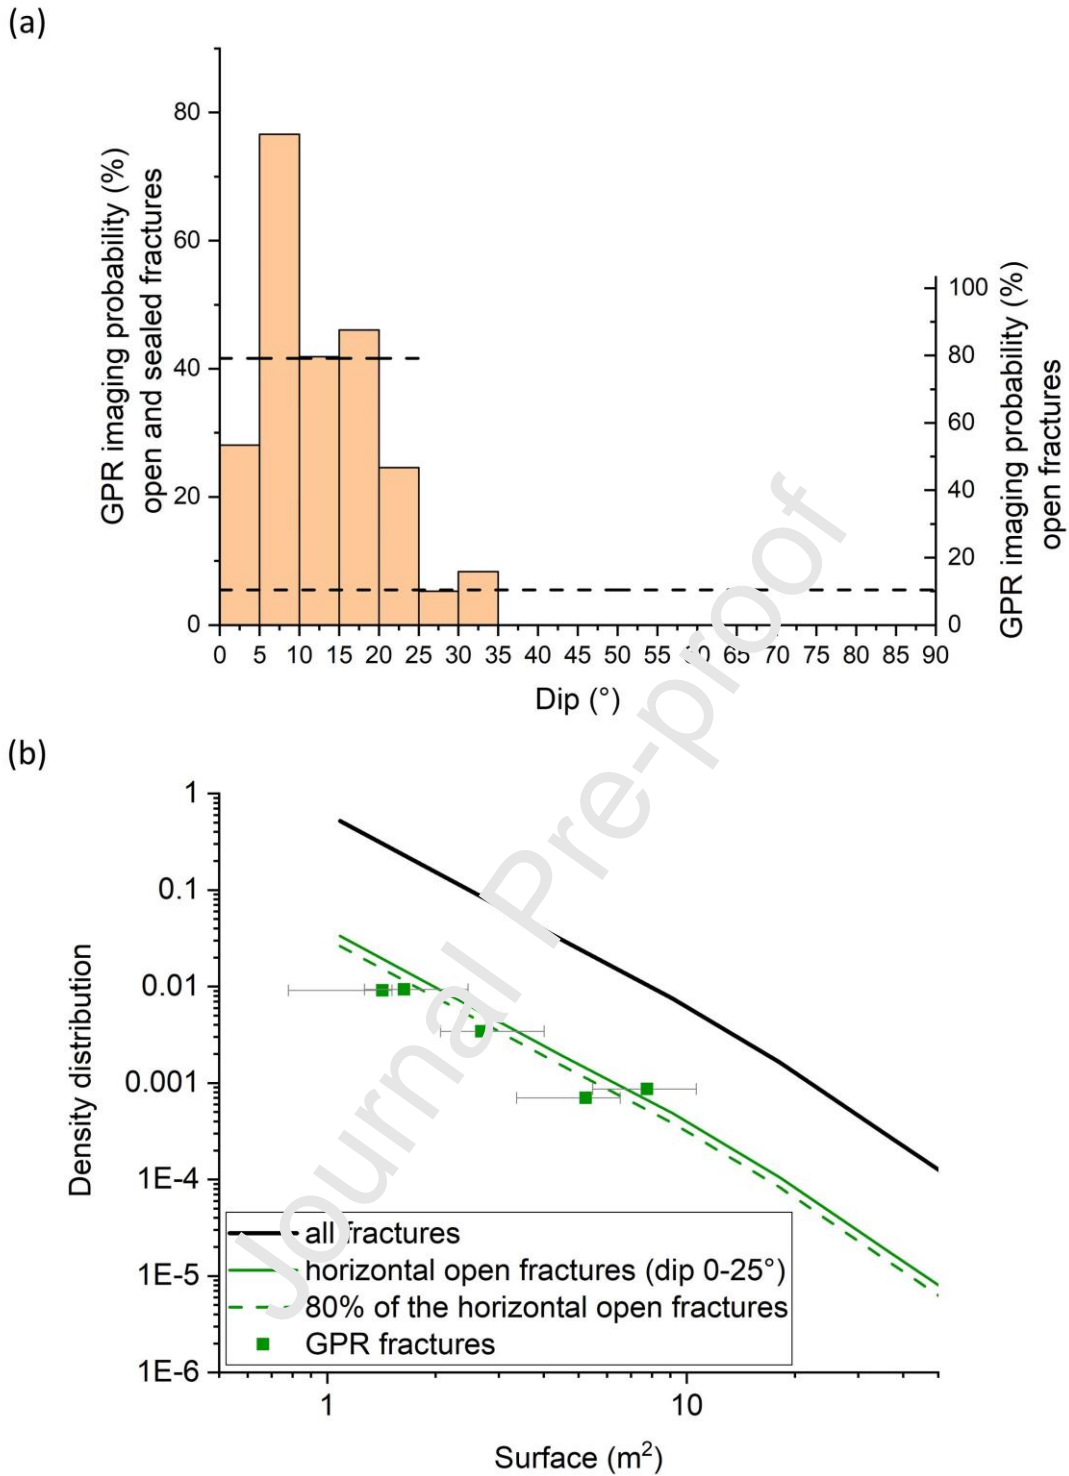 (a)
GPR imaging probability (%)
open and sealed fractures
80
60
40
20
0
100
80
60
40
20
0
GPR imaging probability (%)
open fractures
0 5 10 15 20 25 30 35 40 45 50 55 60 65 70 75 80 85 90
Dip (°)
(b)
Density distribution
1
0.1
0.01
0.001
1E-4
1E-5
1E-6
all fractures
horizontal open fractures (dip 0-25°)
80% of the horizontal open fractures
GPR fractures
1 10
Surface (m²)
Journal Pre-proof